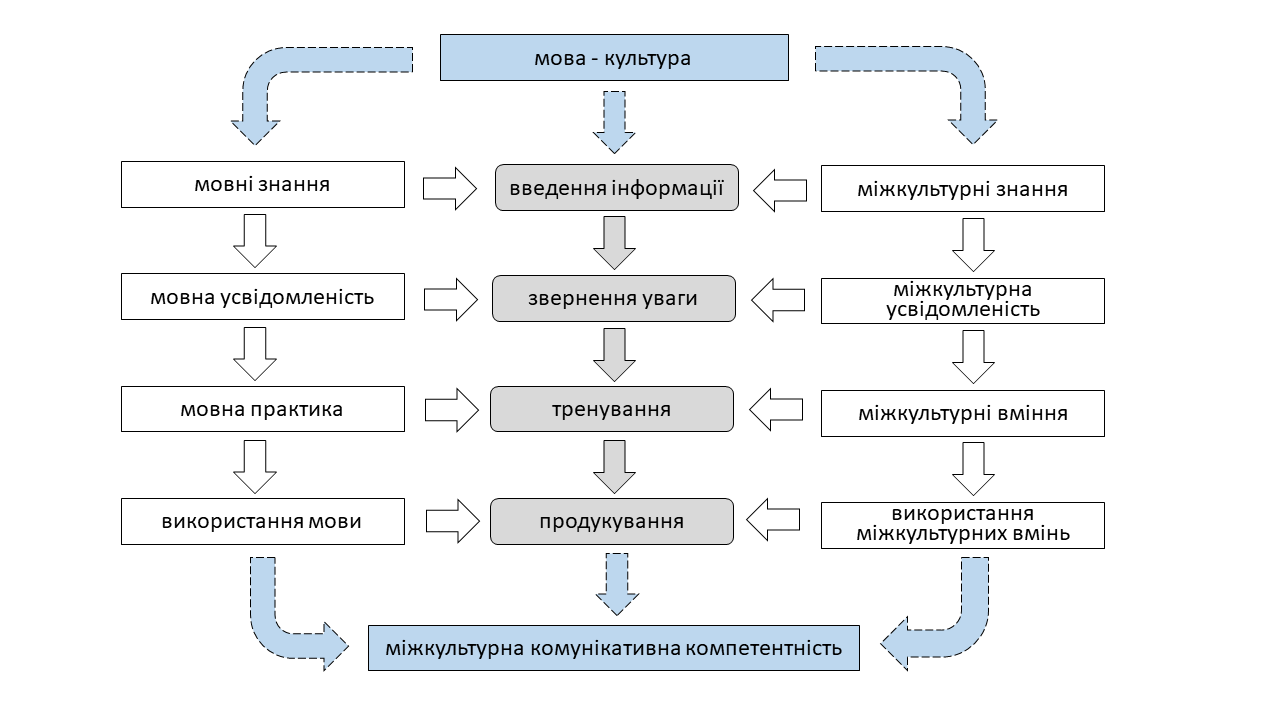 мова - культура
мовні знання
введення інформації
міжкультурні знання
мовна усвідомленість
звернення уваги
міжкультурна
усвідомленість
мовна практика
тренування
міжкультурні вміння
використання мови
продукування
використання
міжкультурних вмінь
міжкультурна комунікативна компетентність